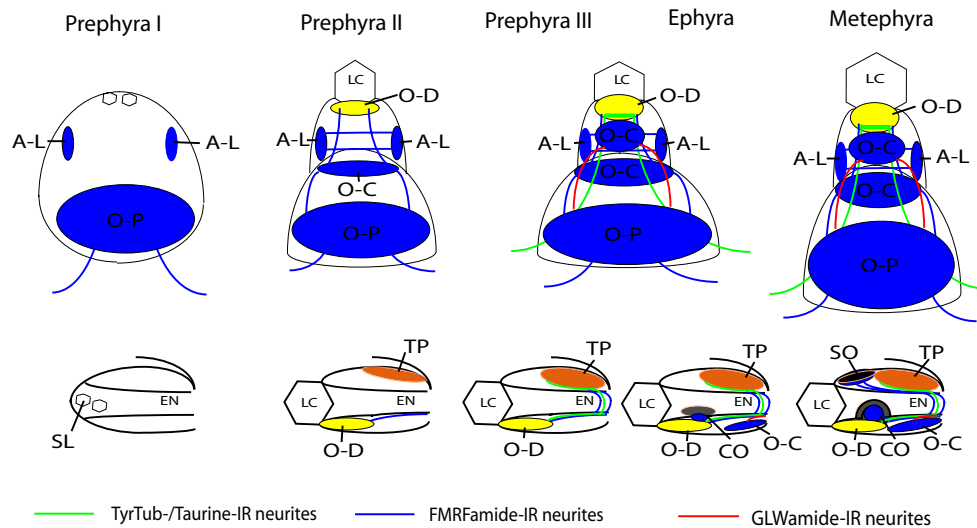 Prephyra I
Prephyra II
Prephyra III
Ephyra
Metephyra
A-L
A-L
O-P
LC
O-D
A-L
A-L
O-C
O-P
LC
O-D
A-L
O-C
A-L
O-C
O-P
LC
O-D
A-L
O-C
A-L
O-C
O-P
EN
SL
TP
LC
EN
O-D
TP
LC
EN
O-D
TP
LC
EN
O-D
CO
O-C
SO
TP
LC
EN
O-D
CO
O-C
TyrTub-/Taurine-IR neurites
FMRFamide-IR neurites
GLWamide-IR neurites